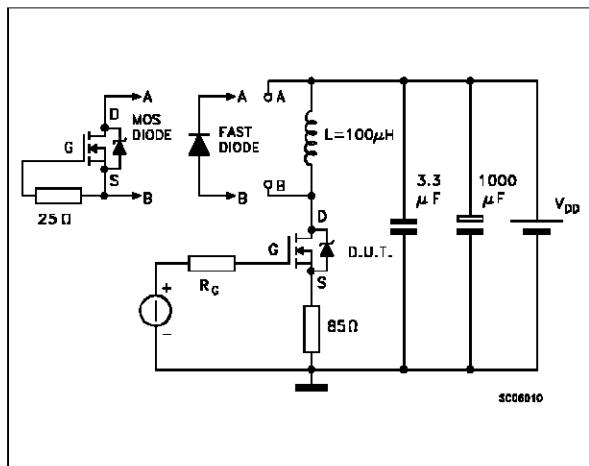 A
D
MOS
DIODE
G
S
B
25 Ω
A
FAST
DIODE
B
A
L=100µH
B
D
G
D.U.T.
S
R_G
+
−
85Ω
3.3
µF
1000
µF
V_DD
SC06010